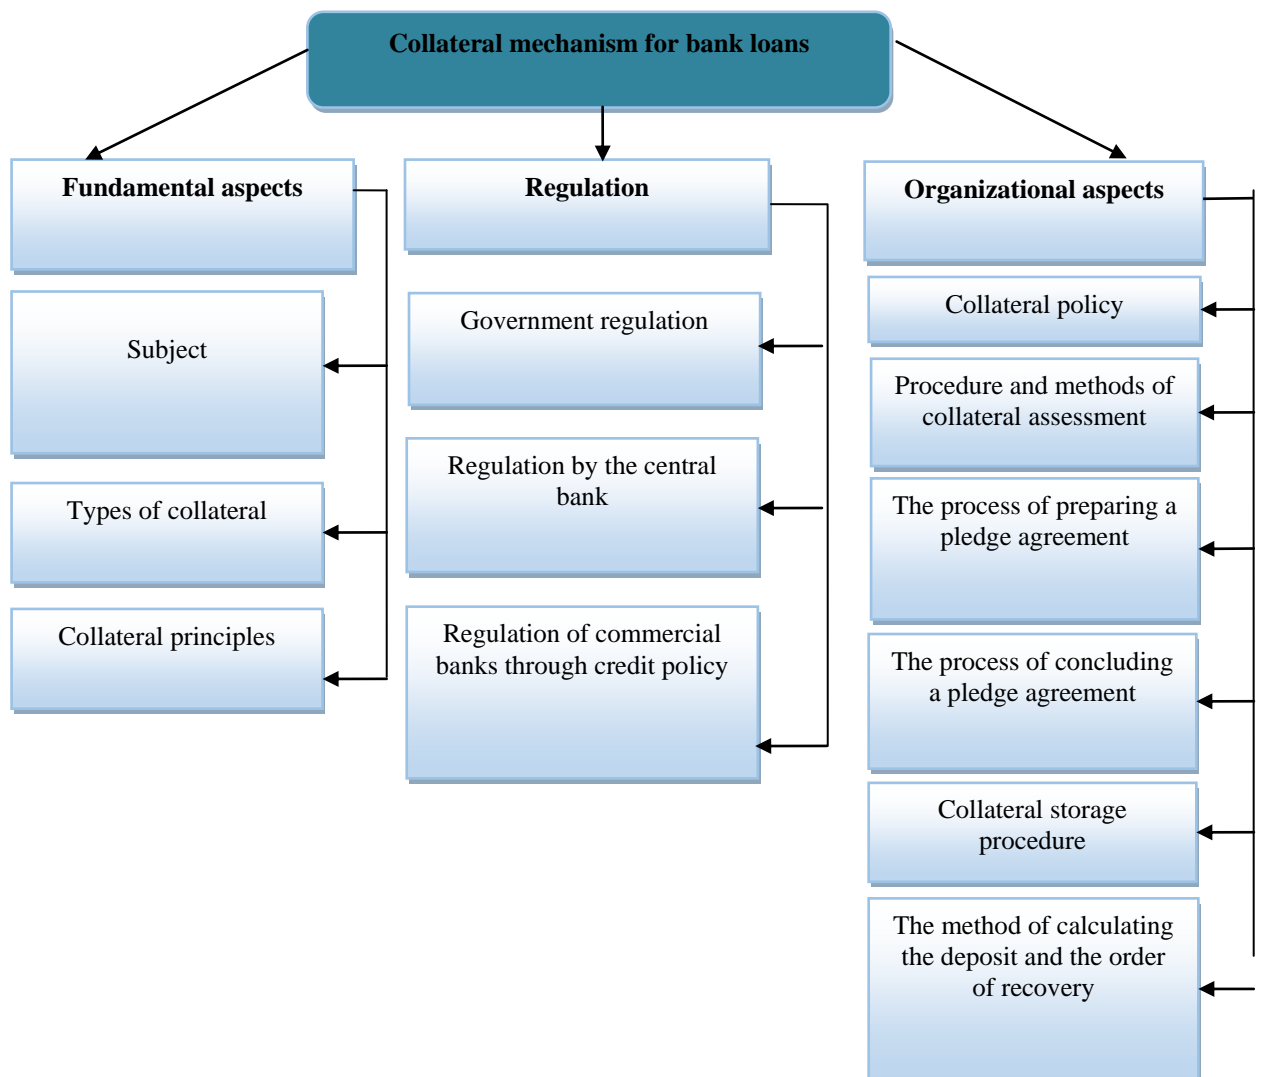 Collateral mechanism for bank loans
Fundamental aspects
Subject
Types of collateral
Collateral principles
Regulation
Government regulation
Regulation by the central
bank
Regulation of commercial
banks through credit policy
Organizational aspects
Collateral policy
Procedure and methods of
collateral assessment
The process of preparing a
pledge agreement
The process of concluding
a pledge agreement
Collateral storage
procedure
The method of calculating
the deposit and the order
of recovery